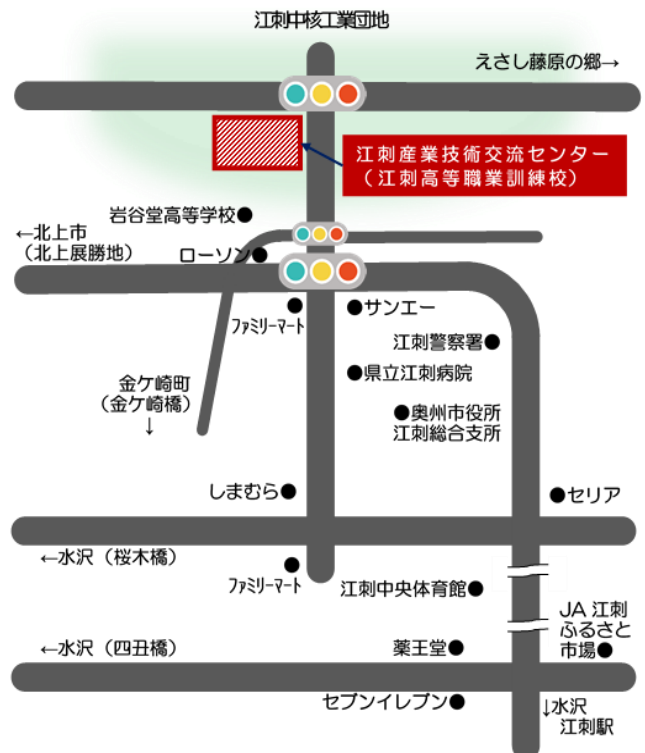 江刺中核工業団地
えさし藤原の郷→
江刺産業技術交流センター
（江刺高等職業訓練校）
岩谷堂高等学校●
←北上市
（北上展勝地）
ローソン●
ファミリーマート
●サンエー
江刺警察署●
●県立江刺病院
金ケ崎町
（金ケ崎橋）
↓
●奥州市役所
江刺総合支所
しまむら●
●セリア
←水沢（桜木橋）
ファミリーマート
江刺中央体育館●
JA 江刺
ふるさと
市場●
←水沢（四丑橋）
薬王堂●
セブンイレブン●
↓水沢
江刺駅